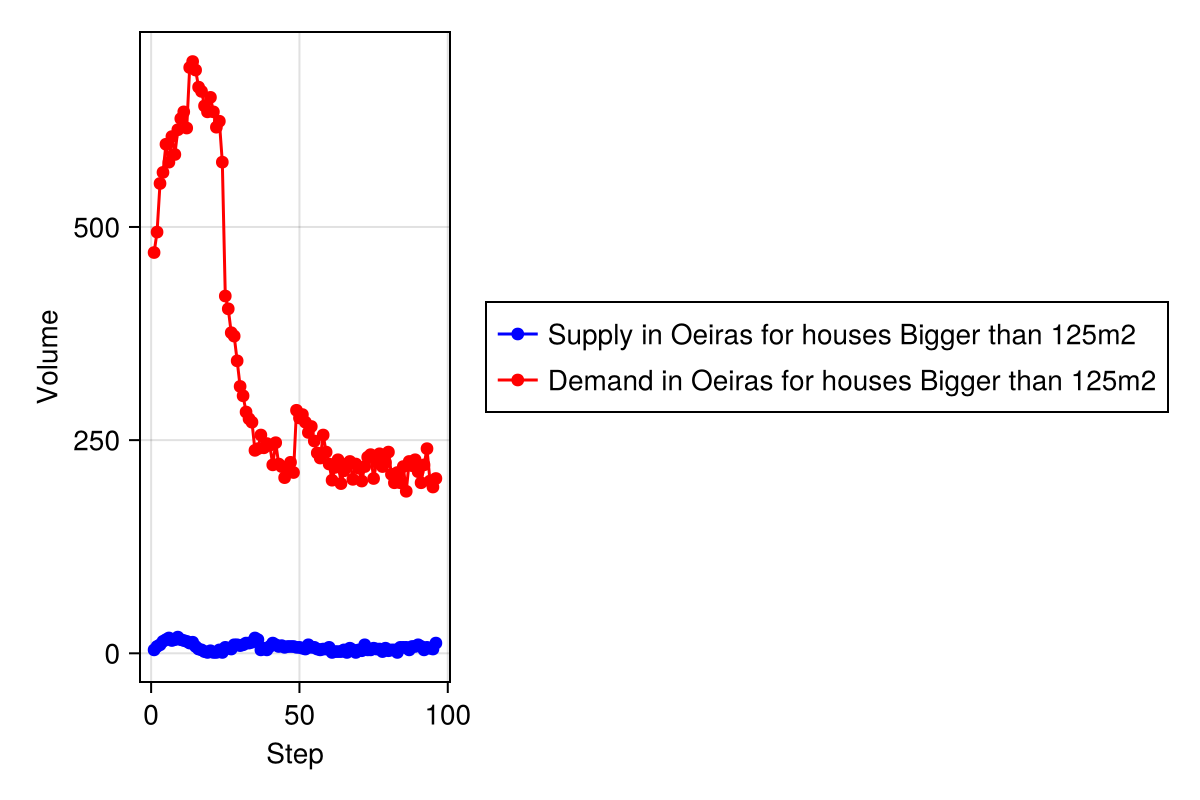 Volume
500
250
0
0 50 100
Step
Supply in Oeiras for houses Bigger than 125m2
Demand in Oeiras for houses Bigger than 125m2